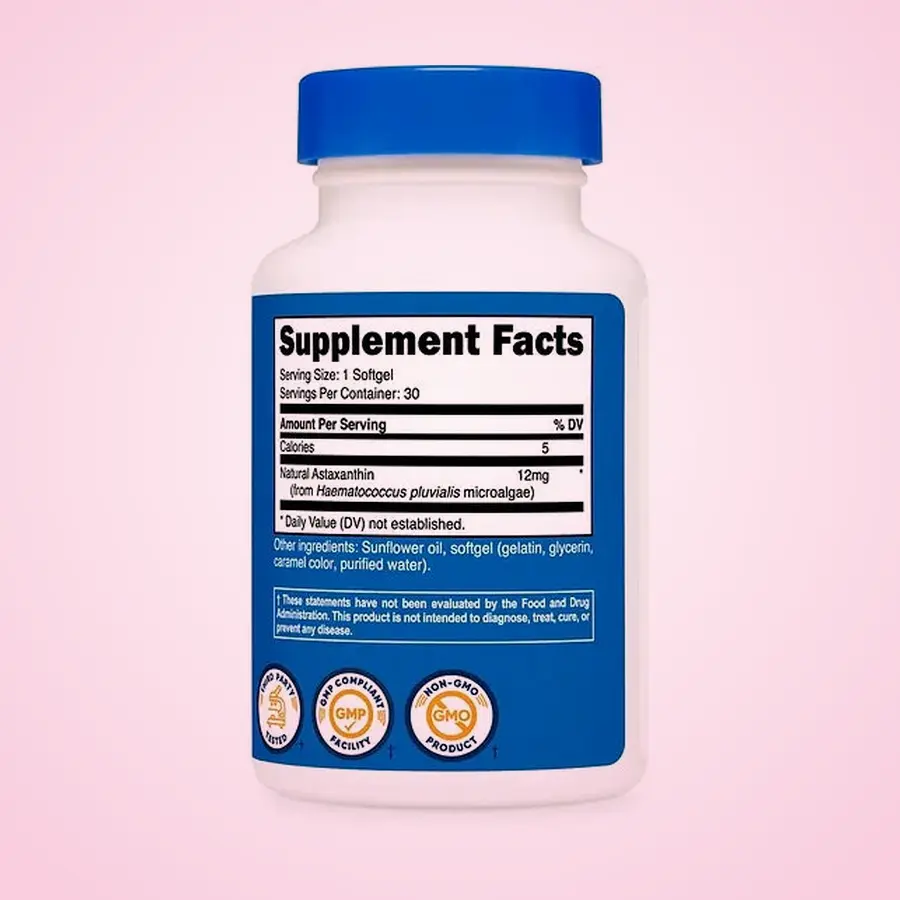 Supplement Facts
Serving Size: 1 Softgel
Servings Per Container: 30
Amount Per Serving % DV
Calories 5
Natural Astaxanthin 12mg *
(from Haematococcus pluvialis microalgae)
* Daily Value (DV) not established.
Other ingredients: Sunflower oil, softgel (gelatin, glycerin,
caramel color, purified water).
† These statements have not been evaluated by the Food and Drug
Administration. This product is not intended to diagnose, treat, cure, or
prevent any disease.
THIRD PARTY
TESTED †
GMP COMPLIANT
GMP
FACILITY †
NON-GMO
GMO
PRODUCT †